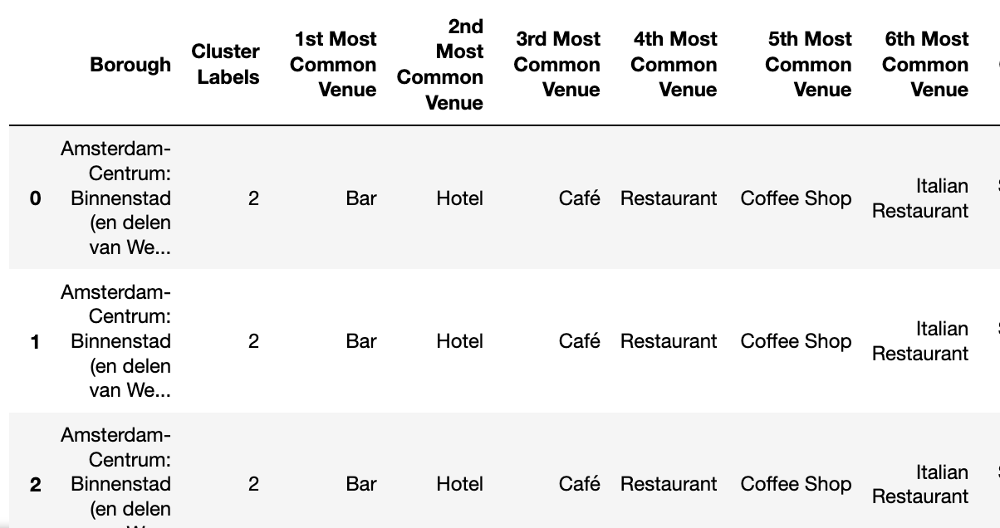 Borough Cluster Labels 1st Most Common Venue 2nd Most Common Venue 3rd Most Common Venue 4th Most Common Venue 5th Most Common Venue 6th Most Common Venue
0 Amsterdam-Centrum: Binnenstad (en delen van We... 2 Bar Hotel Café Restaurant Coffee Shop Italian Restaurant
1 Amsterdam-Centrum: Binnenstad (en delen van We... 2 Bar Hotel Café Restaurant Coffee Shop Italian Restaurant
2 Amsterdam-Centrum: Binnenstad (en delen 2 Bar Hotel Café Restaurant Coffee Shop Italian Restaurant